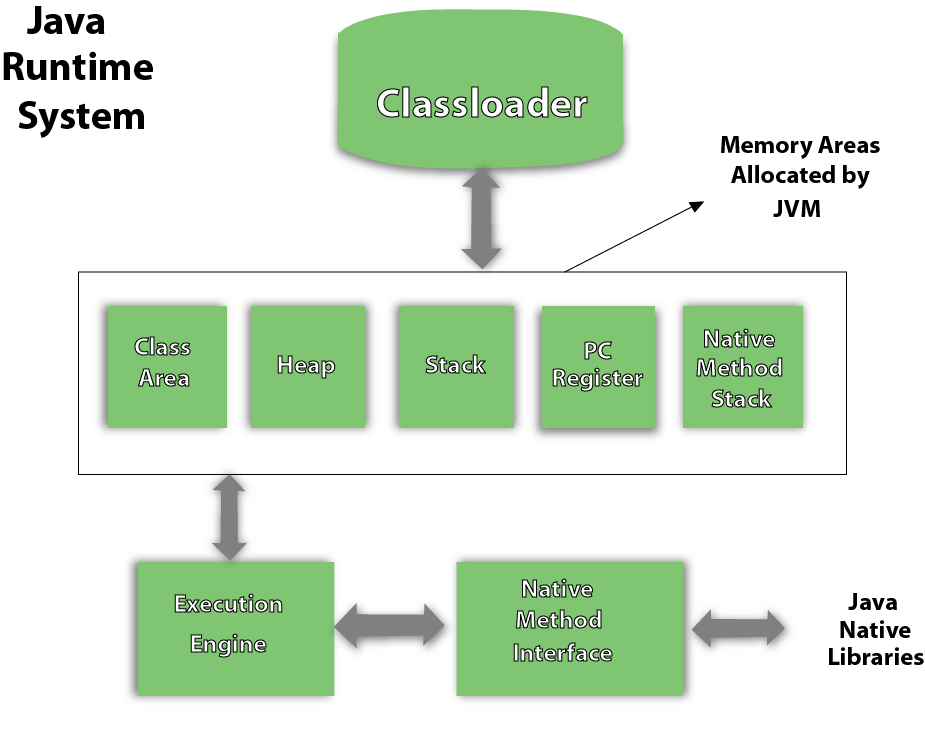 Java
Runtime
System
Classloader
Memory Areas
Allocated by
JVM
Class
Area
Heap
Stack
PC
Register
Native
Method
Stack
Execution
Engine
Native
Method
Interface
Java
Native
Libraries